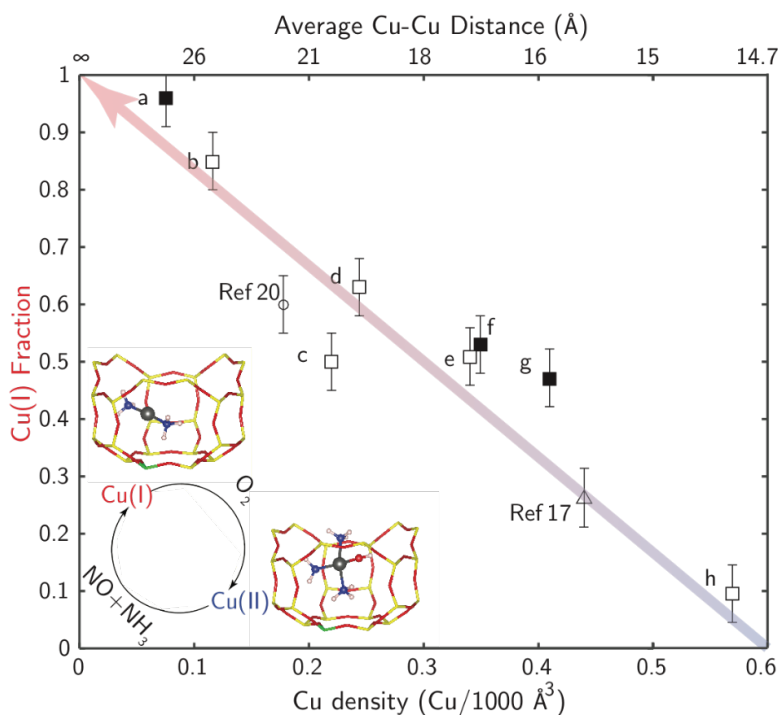 Average Cu-Cu Distance (Å)
∞ 26 21 18 16 15 14.7
1
0.9
0.8
0.7
0.6
0.5
0.4
0.3
0.2
0.1
0
Cu(I) Fraction
a
b
d
Ref 20
c
e
f
g
Ref 17
h
Cu(I)
O2
NO+NH3
Cu(II)
0 0.1 0.2 0.3 0.4 0.5 0.6
Cu density (Cu/1000 Å³)